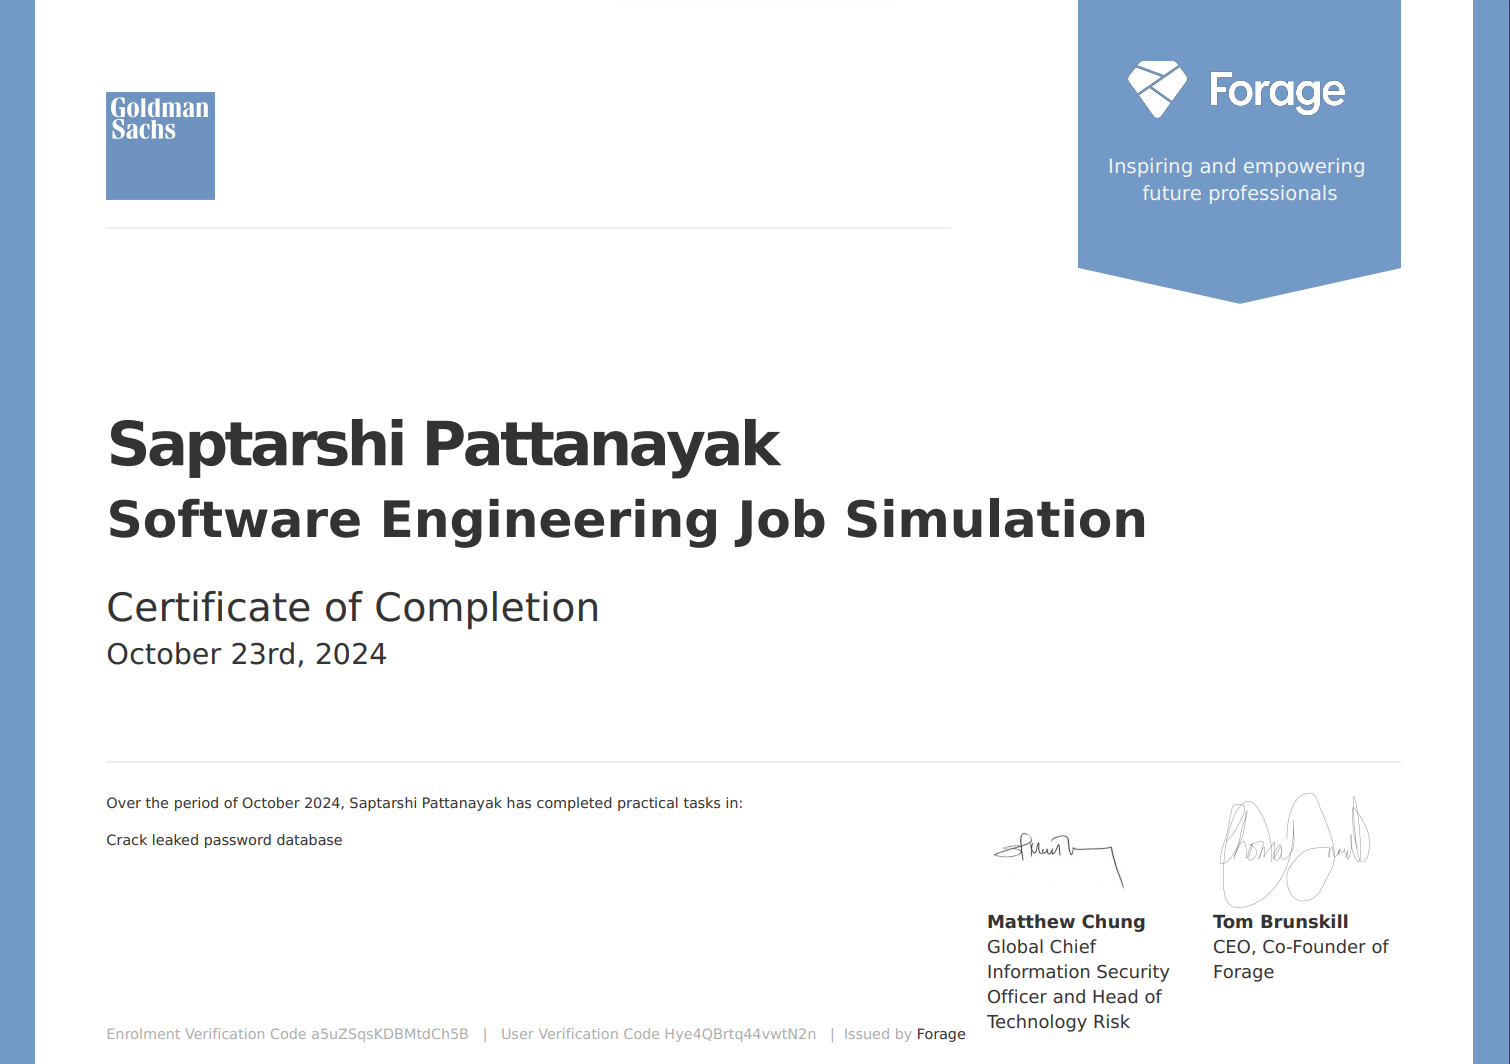 Goldman
Sachs
Forage
Inspiring and empowering
future professionals
Saptarshi Pattanayak
Software Engineering Job Simulation
Certificate of Completion
October 23rd, 2024
Over the period of October 2024, Saptarshi Pattanayak has completed practical tasks in:
Crack leaked password database
Matthew Chung
Global Chief
Information Security
Officer and Head of
Technology Risk
Tom Brunskill
CEO, Co-Founder of
Forage
Enrolment Verification Code a5uZSqsKDBMtdCh5B | User Verification Code Hye4QBrtq44vwtN2n | Issued by Forage